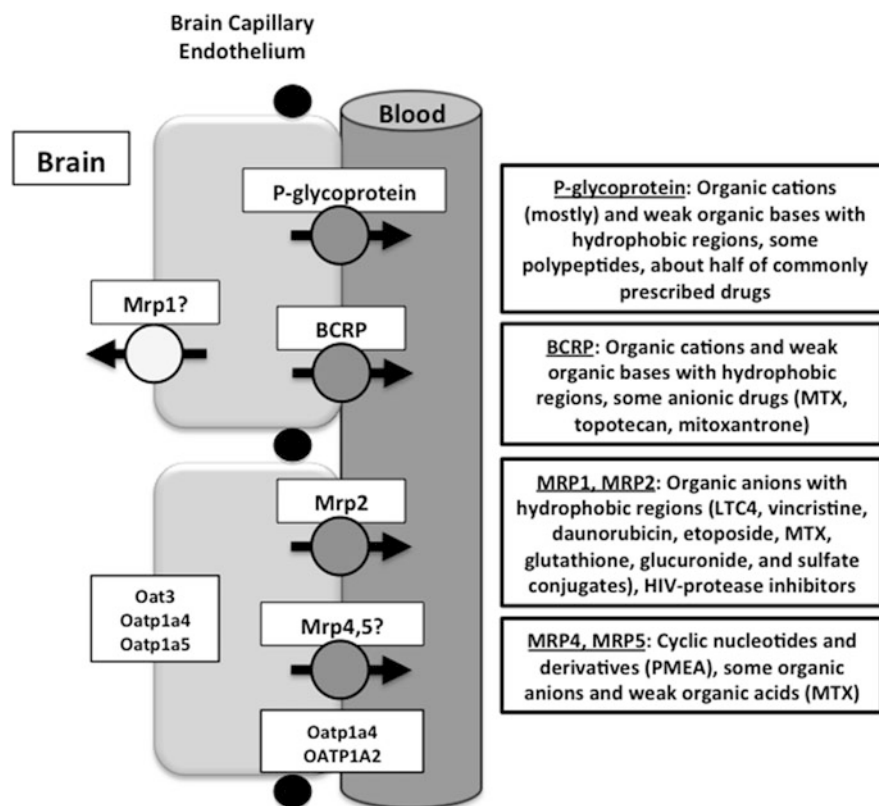 Brain Capillary
Endothelium
Blood
Brain
P-glycoprotein
Mrp1?
BCRP
Mrp2
Oat3
Oatp1a4
Oatp1a5
Mrp4,5?
Oatp1a4
OATP1A2
P-glycoprotein: Organic cations
(mostly) and weak organic bases with
hydrophobic regions, some
polypeptides, about half of commonly
prescribed drugs
BCRP: Organic cations and weak
organic bases with hydrophobic
regions, some anionic drugs (MTX,
topotecan, mitoxantrone)
MRP1, MRP2: Organic anions with
hydrophobic regions (LTC4, vincristine,
daunorubicin, etoposide, MTX,
glutathione, glucuronide, and sulfate
conjugates), HIV-protease inhibitors
MRP4, MRP5: Cyclic nucleotides and
derivatives (PMEA), some organic
anions and weak organic acids (MTX)